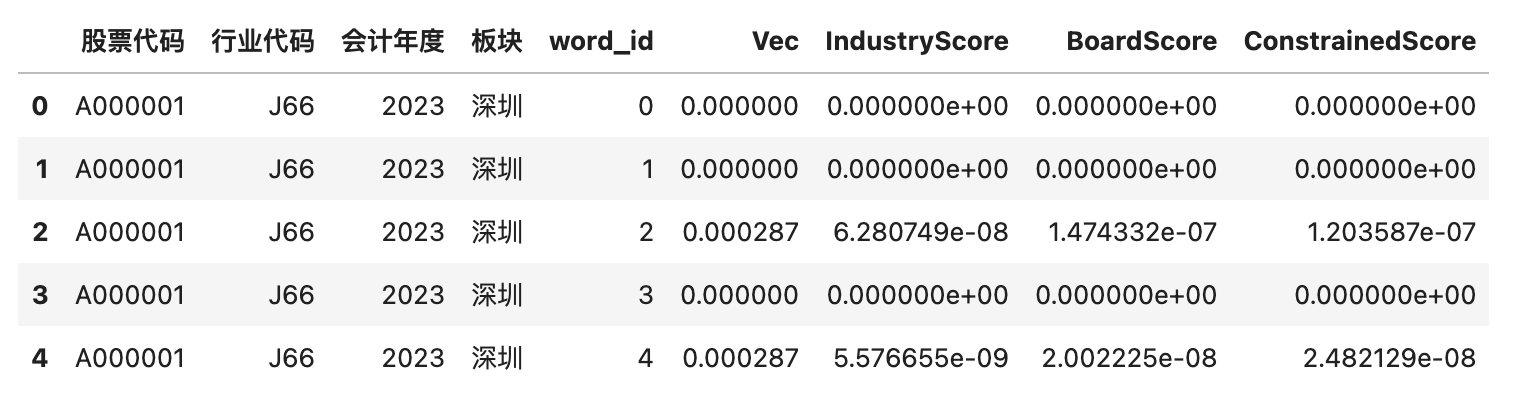 股票代码 行业代码 会计年度 板块 word_id Vec IndustryScore BoardScore ConstrainedScore
0 A000001 J66 2023 深圳 0 0.000000 0.000000e+00 0.000000e+00 0.000000e+00
1 A000001 J66 2023 深圳 1 0.000000 0.000000e+00 0.000000e+00 0.000000e+00
2 A000001 J66 2023 深圳 2 0.000287 6.280749e-08 1.474332e-07 1.203587e-07
3 A000001 J66 2023 深圳 3 0.000000 0.000000e+00 0.000000e+00 0.000000e+00
4 A000001 J66 2023 深圳 4 0.000287 5.576655e-09 2.002225e-08 2.482129e-08